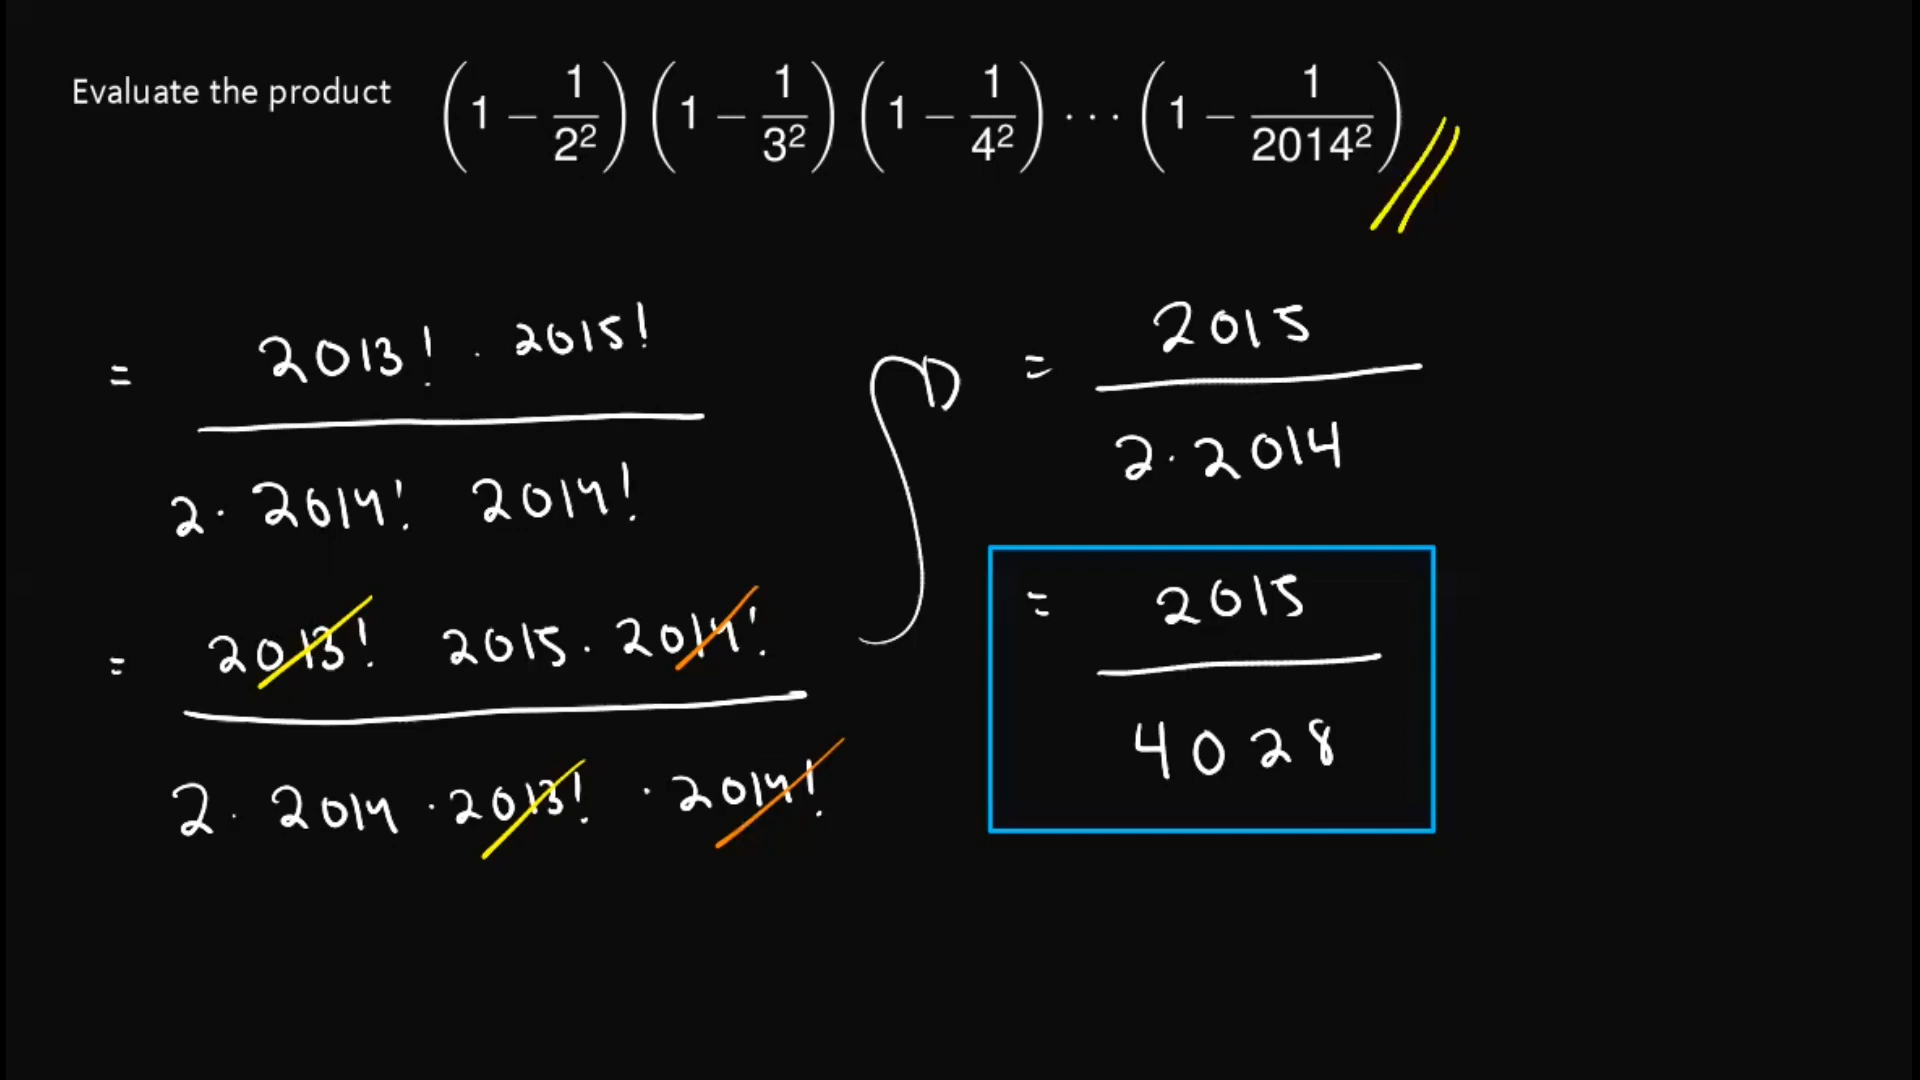 Evaluate the product (1 − 1/2²)(1 − 1/3²)(1 − 1/4²) ··· (1 − 1/2014²)
= (2013! · 2015!) / (2 · 2014! 2014!)
= (2013! 2015 · 2014!) / (2 · 2014 · 2013! · 2014!)
= 2015 / (2 · 2014)
= 2015 / 4028